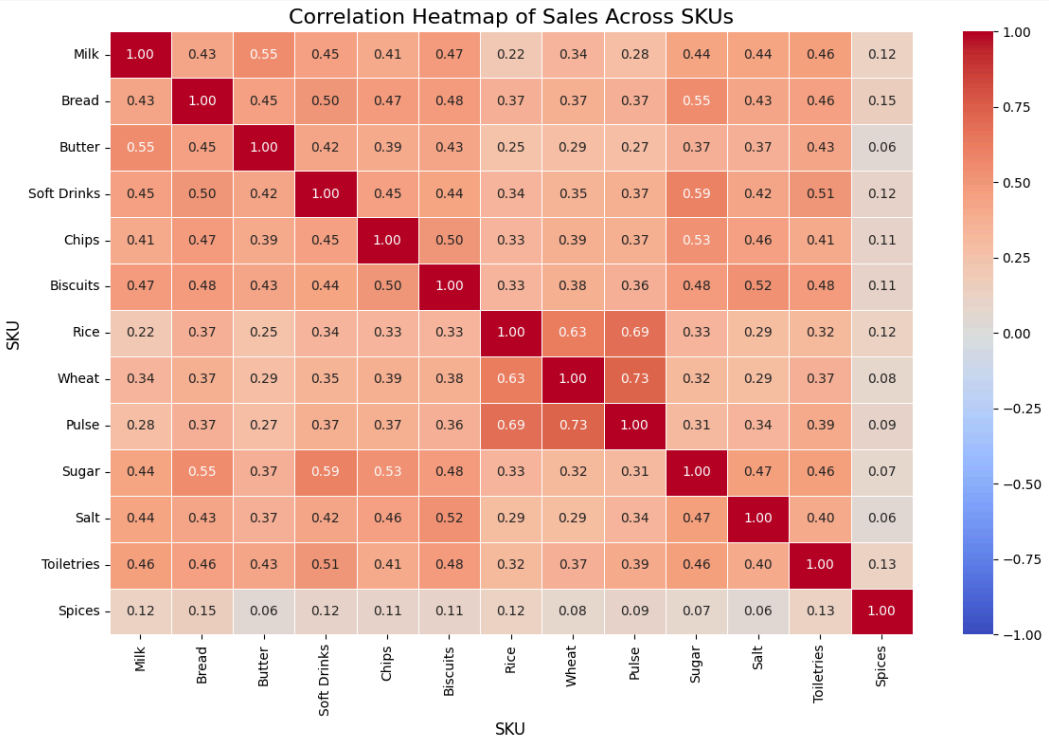 Correlation Heatmap of Sales Across SKUs
Milk 1.00 0.43 0.55 0.45 0.41 0.47 0.22 0.34 0.28 0.44 0.44 0.46 0.12
Bread 0.43 1.00 0.45 0.50 0.47 0.48 0.37 0.37 0.37 0.55 0.43 0.46 0.15
Butter 0.55 0.45 1.00 0.42 0.39 0.43 0.25 0.29 0.27 0.37 0.37 0.43 0.06
Soft Drinks 0.45 0.50 0.42 1.00 0.45 0.44 0.34 0.35 0.37 0.59 0.42 0.51 0.12
Chips 0.41 0.47 0.39 0.45 1.00 0.50 0.33 0.39 0.37 0.53 0.46 0.41 0.11
Biscuits 0.47 0.48 0.43 0.44 0.50 1.00 0.33 0.38 0.36 0.48 0.52 0.48 0.11
Rice 0.22 0.37 0.25 0.34 0.33 0.33 1.00 0.63 0.69 0.33 0.29 0.32 0.12
Wheat 0.34 0.37 0.29 0.35 0.39 0.38 0.63 1.00 0.73 0.32 0.29 0.37 0.08
Pulse 0.28 0.37 0.27 0.37 0.37 0.36 0.69 0.73 1.00 0.31 0.34 0.39 0.09
Sugar 0.44 0.55 0.37 0.59 0.53 0.48 0.33 0.32 0.31 1.00 0.47 0.46 0.07
Salt 0.44 0.43 0.37 0.42 0.46 0.52 0.29 0.29 0.34 0.47 1.00 0.40 0.06
Toiletries 0.46 0.46 0.43 0.51 0.41 0.48 0.32 0.37 0.39 0.46 0.40 1.00 0.13
Spices 0.12 0.15 0.06 0.12 0.11 0.11 0.12 0.08 0.09 0.07 0.06 0.13 1.00
Milk Bread Butter Soft Drinks Chips Biscuits Rice Wheat Pulse Sugar Salt Toiletries Spices
SKU
SKU
1.00
0.75
0.50
0.25
0.00
−0.25
−0.50
−0.75
−1.00